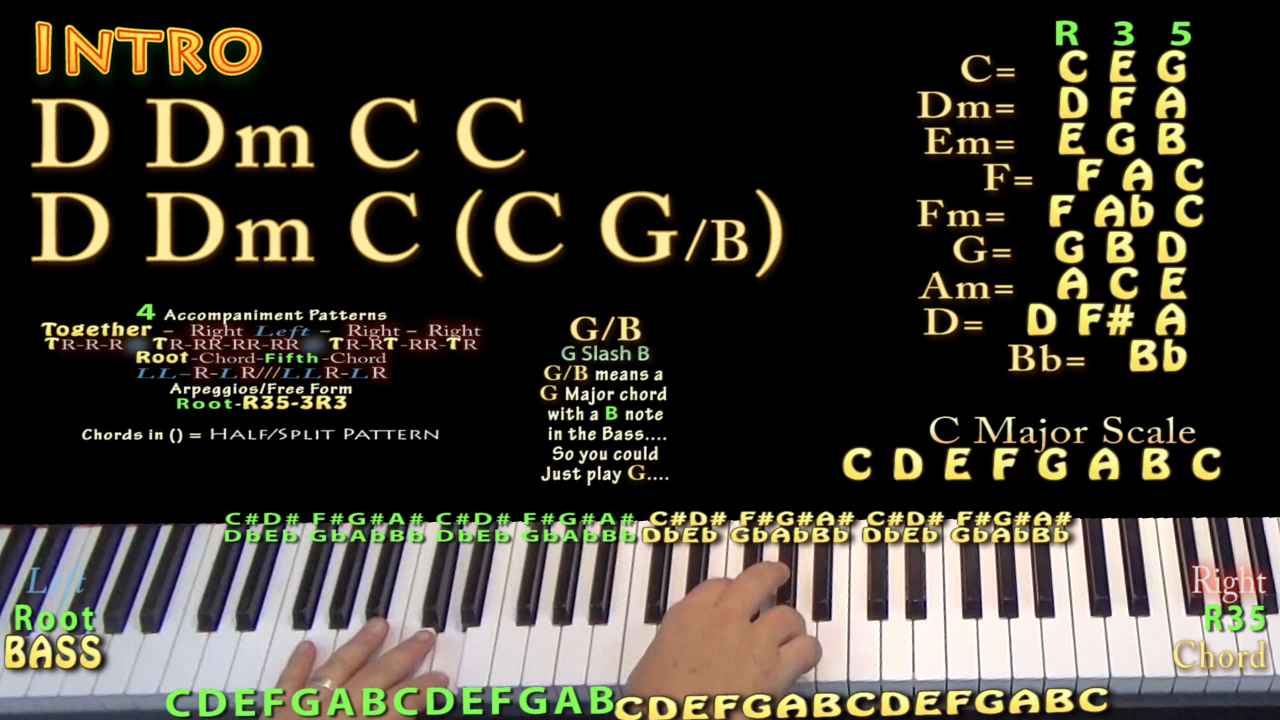 INTRO
D Dm C C
D Dm C (C G/B)
4 Accompaniment Patterns
Together - Right Left - Right - Right
TR-R-R - TR-RR-RR-RR - TR-RT-RR-TR
Root-Chord-Fifth-Chord
LL-R-LR///LLR-LR
Arpeggios/Free Form
Root-R35-3R3
Chords in () = HALF/SPLIT PATTERN
G/B
G Slash B
G/B means a
G Major chord
with a B note
in the Bass....
So you could
Just play G....
R 3 5
C= C E G
Dm= D F A
Em= E G B
F= F A C
Fm= F Ab C
G= G B D
Am= A C E
D= D F# A
Bb= Bb
C Major Scale
C D E F G A B C
C#D# F#G#A# C#D# F#G#A# C#D# F#G#A# C#D# F#G#A#
DbEb GbAbBb DbEb GbAbBb DbEb GbAbBb DbEb GbAbBb
Left
Root
BASS
Right
R35
Chord
CDEFGABCDEFGAB CDEFGABCDEFGABC